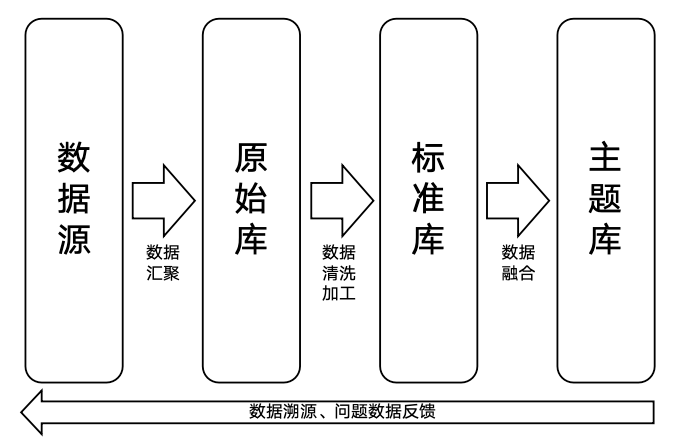 数
据
源
数据
汇聚
原
始
库
数据
清洗
加工
标
准
库
数据
融合
主
题
库
数据溯源、问题数据反馈